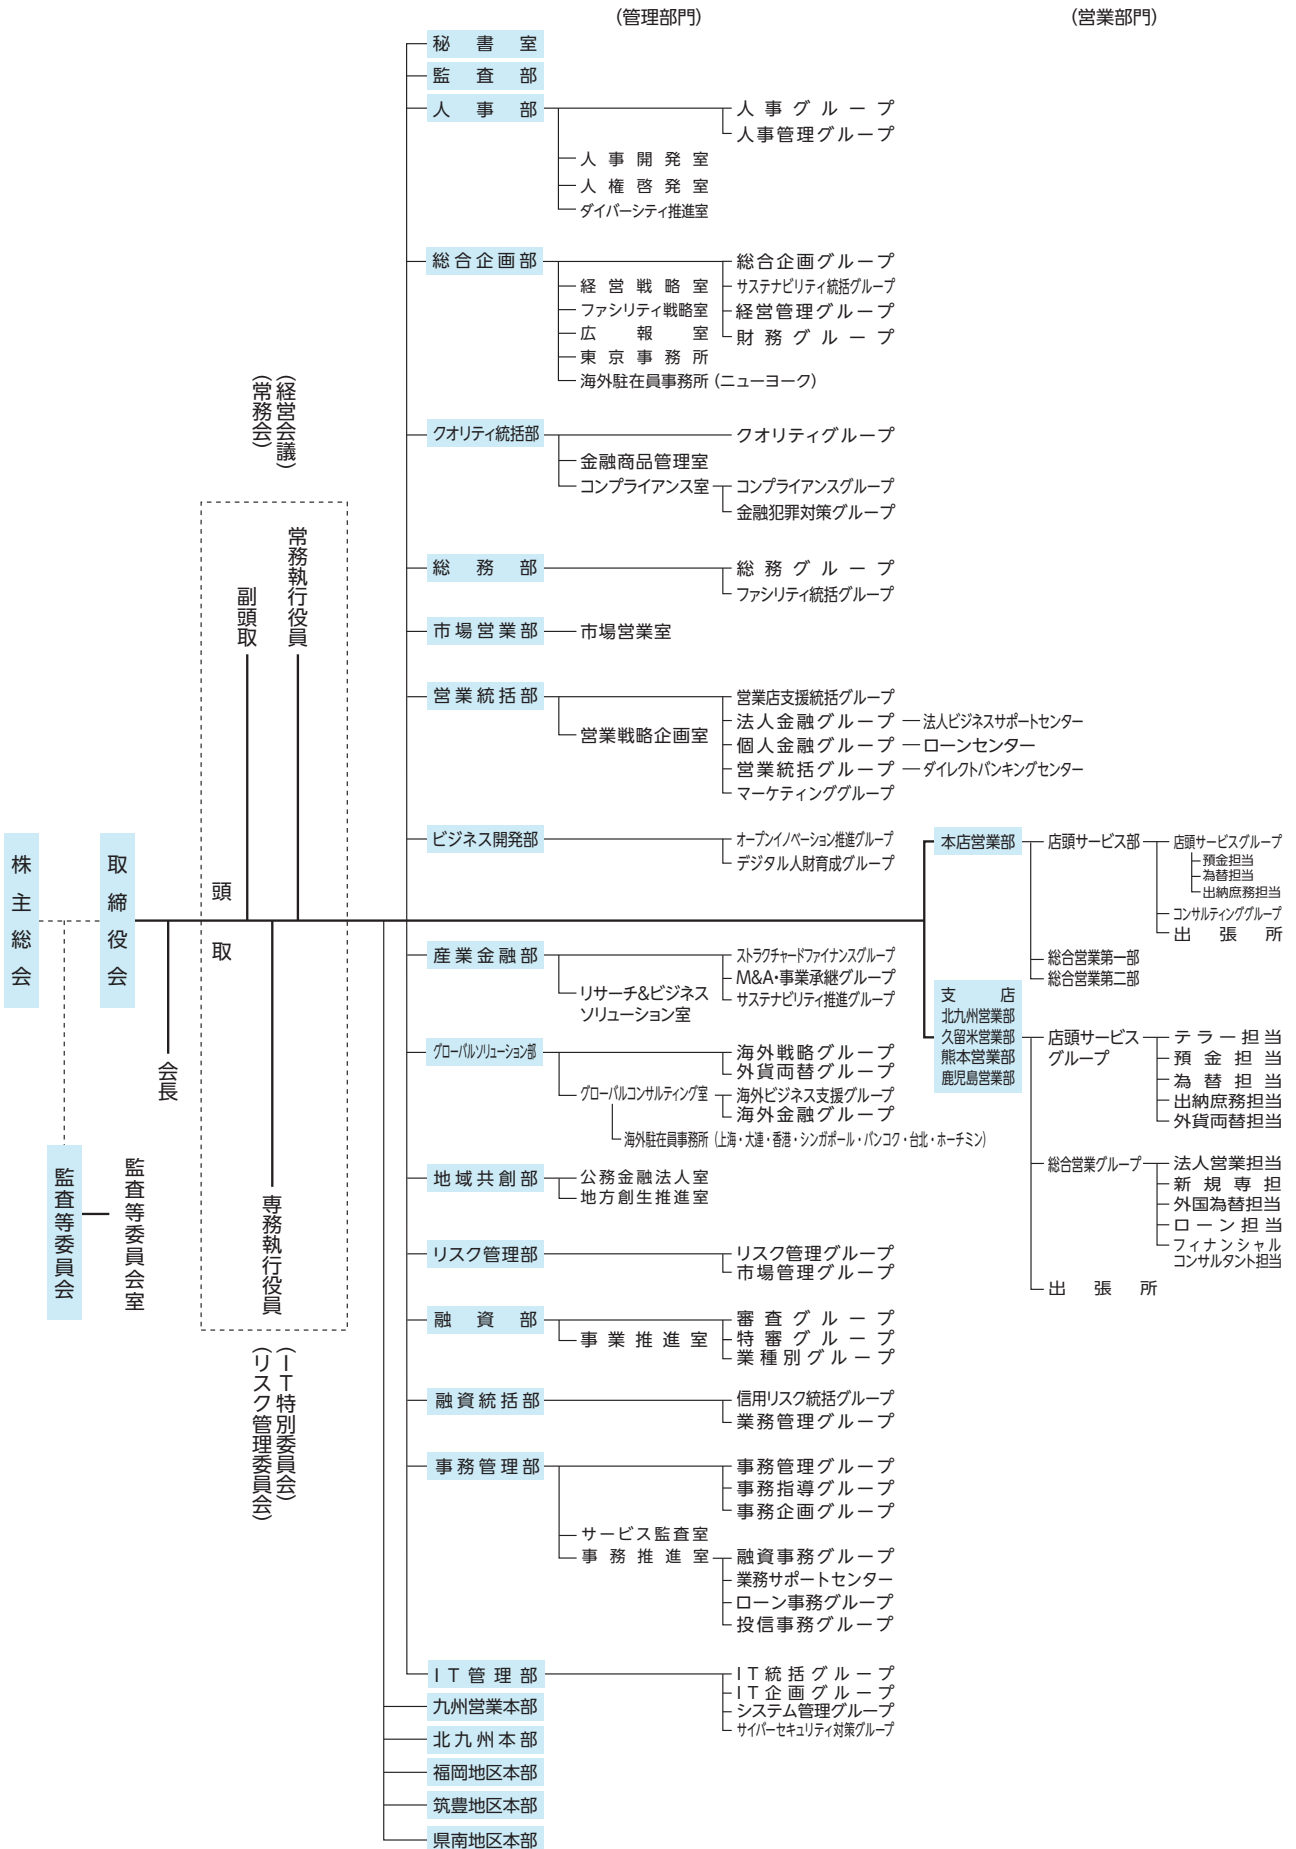 (管理部門)
(営業部門)
秘書室
監査部
人事部
人事グループ
人事管理グループ
人事開発室
人権啓発室
ダイバーシティ推進室
総合企画部
総合企画グループ
サステナビリティ統括グループ
経営管理グループ
財務グループ
経営戦略室
ファシリティ戦略室
広報室
東京事務所
海外駐在員事務所(ニューヨーク)
クオリティ統括部
クオリティグループ
金融商品管理室
コンプライアンス室
コンプライアンスグループ
金融犯罪対策グループ
総務部
総務グループ
ファシリティ統括グループ
市場営業部
市場営業室
営業統括部
営業店支援統括グループ
営業戦略企画室
法人金融グループ
法人ビジネスサポートセンター
個人金融グループ
ローンセンター
営業統括グループ
ダイレクトバンキングセンター
マーケティンググループ
ビジネス開発部
オープンイノベーション推進グループ
デジタル人財育成グループ
株主総会
取締役会
監査等委員会
監査等委員会室
会長
頭取
副頭取
常務執行役員
専務執行役員
(経営会議)
(常務会)
(IT特別委員会)
(リスク管理委員会)
産業金融部
ストラクチャードファイナンスグループ
M&A・事業承継グループ
サステナビリティ推進グループ
リサーチ&ビジネス
ソリューション室
グローバルソリューション部
海外戦略グループ
外貨両替グループ
グローバルコンサルティング室
海外ビジネス支援グループ
海外金融グループ
海外駐在員事務所(上海・大連・香港・シンガポール・バンコク・台北・ホーチミン)
地域共創部
公務金融法人室
地方創生推進室
リスク管理部
リスク管理グループ
市場管理グループ
融資部
審査グループ
特審グループ
業種別グループ
事業推進室
融資統括部
信用リスク統括グループ
業務管理グループ
事務管理部
事務管理グループ
事務指導グループ
事務企画グループ
サービス監査室
事務推進室
融資事務グループ
業務サポートセンター
ローン事務グループ
投信事務グループ
IT管理部
IT統括グループ
IT企画グループ
システム管理グループ
サイバーセキュリティ対策グループ
九州営業本部
北九州本部
福岡地区本部
筑豊地区本部
県南地区本部
本店営業部
店頭サービス部
店頭サービスグループ
預金担当
為替担当
出納庶務担当
コンサルティンググループ
出張所
総合営業第一部
総合営業第二部
支店
北九州営業部
久留米営業部
熊本営業部
鹿児島営業部
店頭サービス
グループ
テラー担当
預金担当
為替担当
出納庶務担当
外貨両替担当
総合営業グループ
法人営業担当
新規専担
外国為替担当
ローン担当
フィナンシャル
コンサルタント担当
出張所